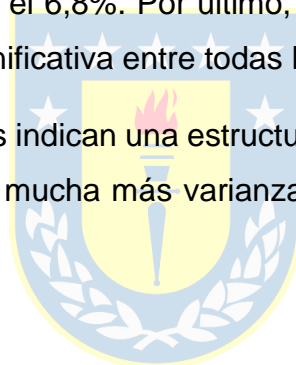 el 6,8%. Por último,
nificativa entre todas l
s indican una estructu
mucha más varianza